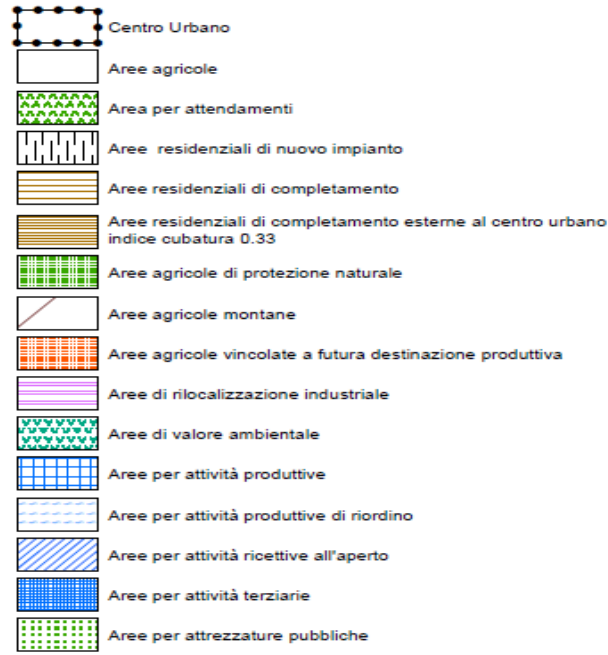 Centro Urbano
Aree agricole
Area per attendamenti
Aree residenziali di nuovo impianto
Aree residenziali di completamento
Aree residenziali di completamento esterne al centro urbano
indice cubatura 0.33
Aree agricole di protezione naturale
Aree agricole montane
Aree agricole vincolate a futura destinazione produttiva
Aree di rilocalizzazione industriale
Aree di valore ambientale
Aree per attività produttive
Aree per attività produttive di riordino
Aree per attività ricettive all'aperto
Aree per attività terziarie
Aree per attrezzature pubbliche